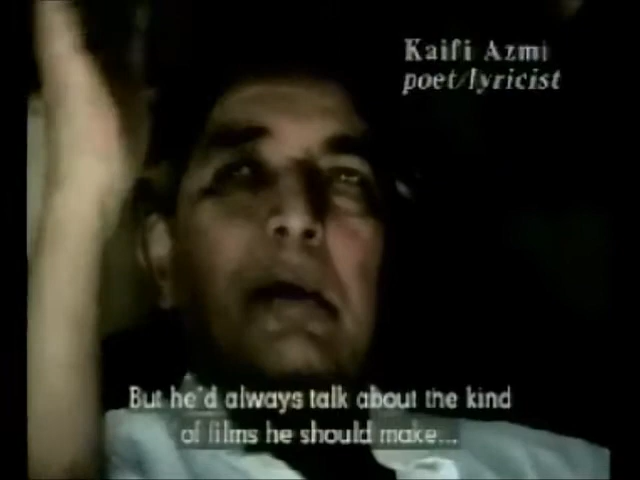 Kaifi Azmi
poet/lyricist
But he'd always talk about the kind
of films he should make...